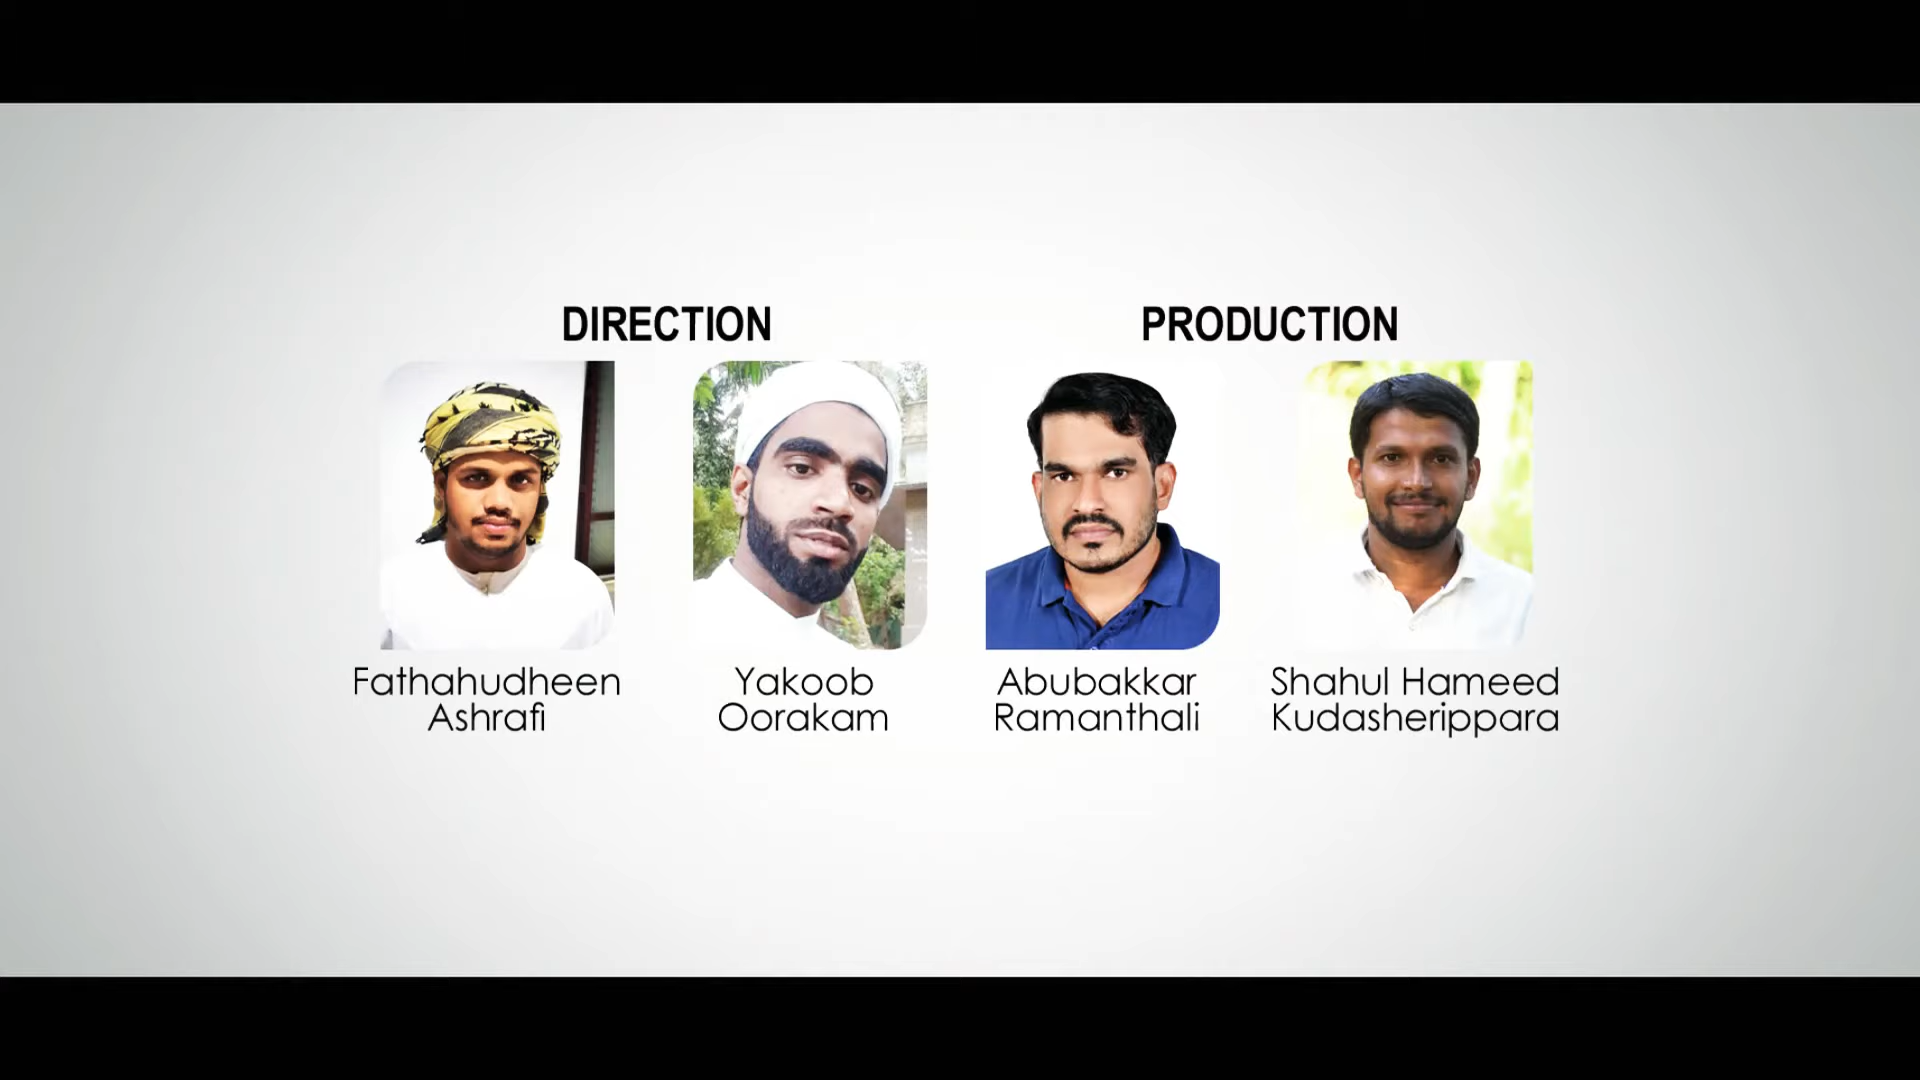 DIRECTION
Fathahudheen
Ashrafi
Yakoob
Oorakam
PRODUCTION
Abubakkar
Ramanthali
Shahul Hameed
Kudasherippara